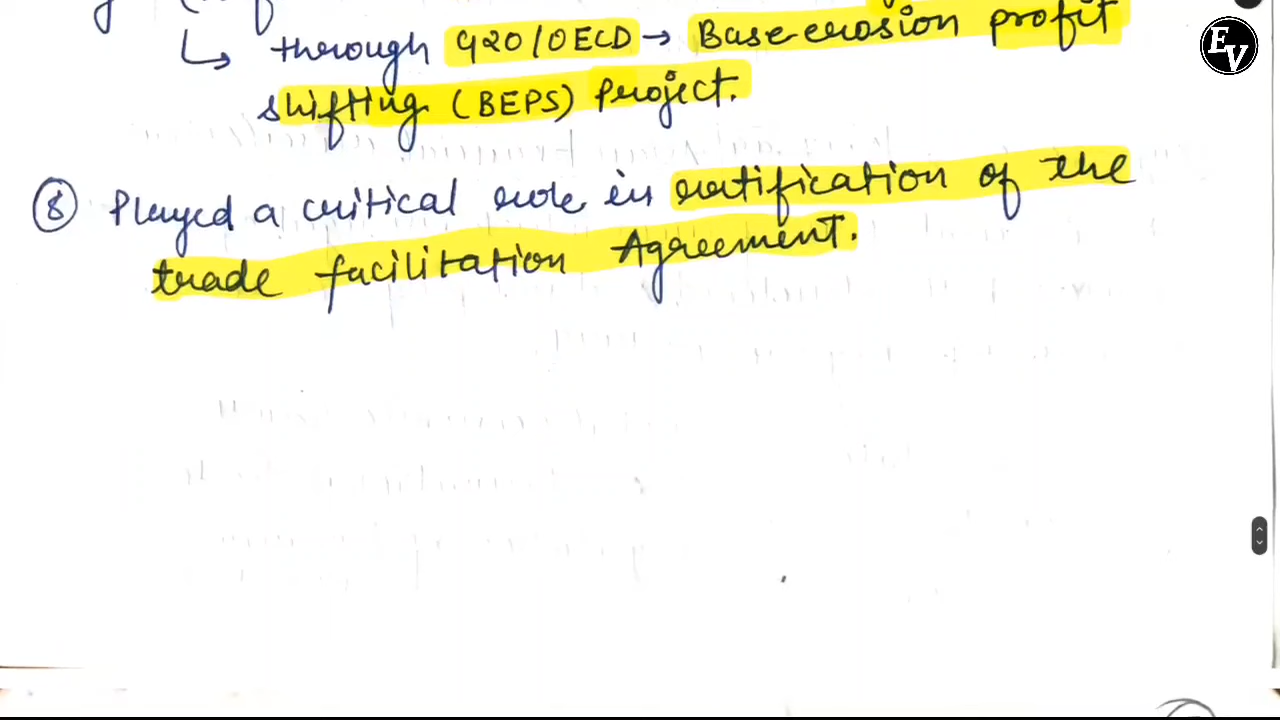 ↳ through G20/OECD → Base erosion profit
shifting (BEPS) Project.
⑧ Played a critical role in ratification of the
trade facilitation Agreement.
EV